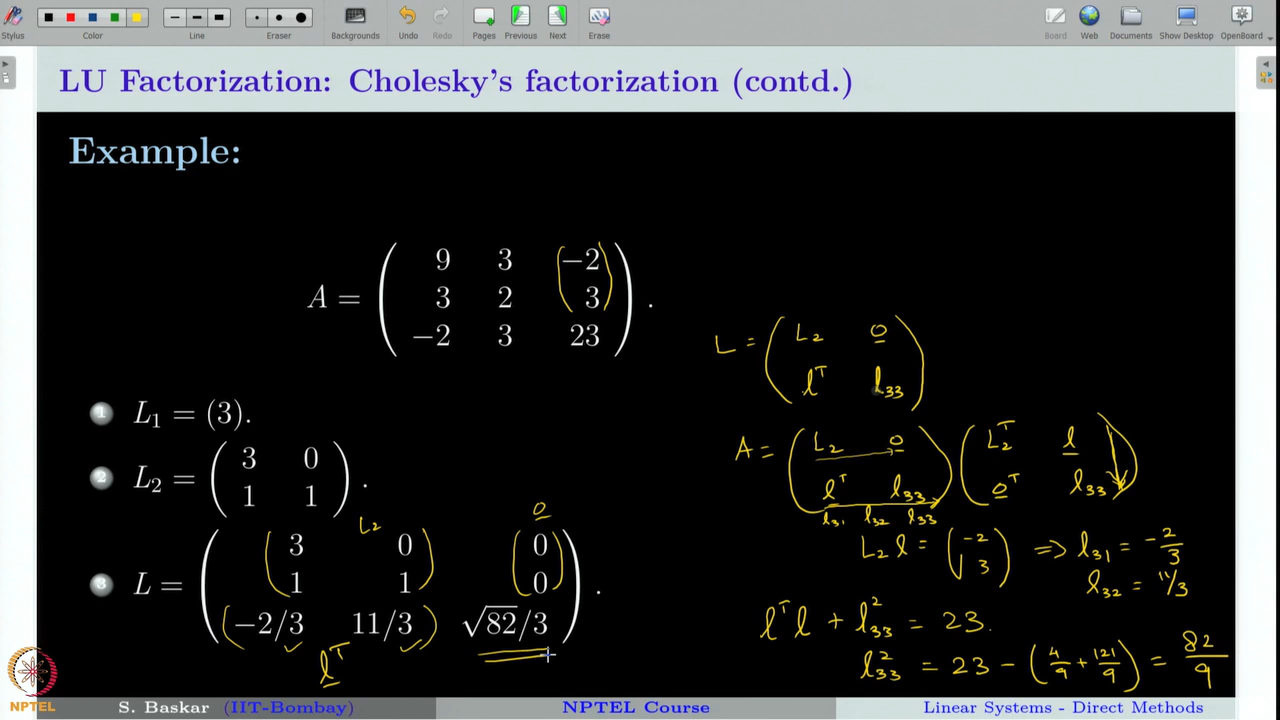 Stylus Color Line Eraser Backgrounds Undo Redo Pages Previous Next Erase Board Web Documents Show Desktop OpenBoard
LU Factorization: Cholesky's factorization (contd.)
Example:
A = ( 9 3 −2
3 2 3
−2 3 23 ) .
1 L₁ = (3).
2 L₂ = ( 3 0
1 1 ) .
L₂ 0
3 L = ( 3 0 0
1 1 0
−2/3 11/3 √82/3 ) .
lᵀ
L = ( L₂ 0
lᵀ l₃₃ )
A = ( L₂ 0
lᵀ l₃₃ ) ( L₂ᵀ l
0ᵀ l₃₃ )
l₃₁ l₃₂ l₃₃
L₂ l = ( −2
3 ) ⇒ l₃₁ = −2/3
l₃₂ = 11/3
lᵀl + l₃₃² = 23.
l₃₃² = 23 − (4/9 + 121/9) = 82/9
NPTEL
S. Baskar (IIT-Bombay) NPTEL Course Linear Systems - Direct Methods